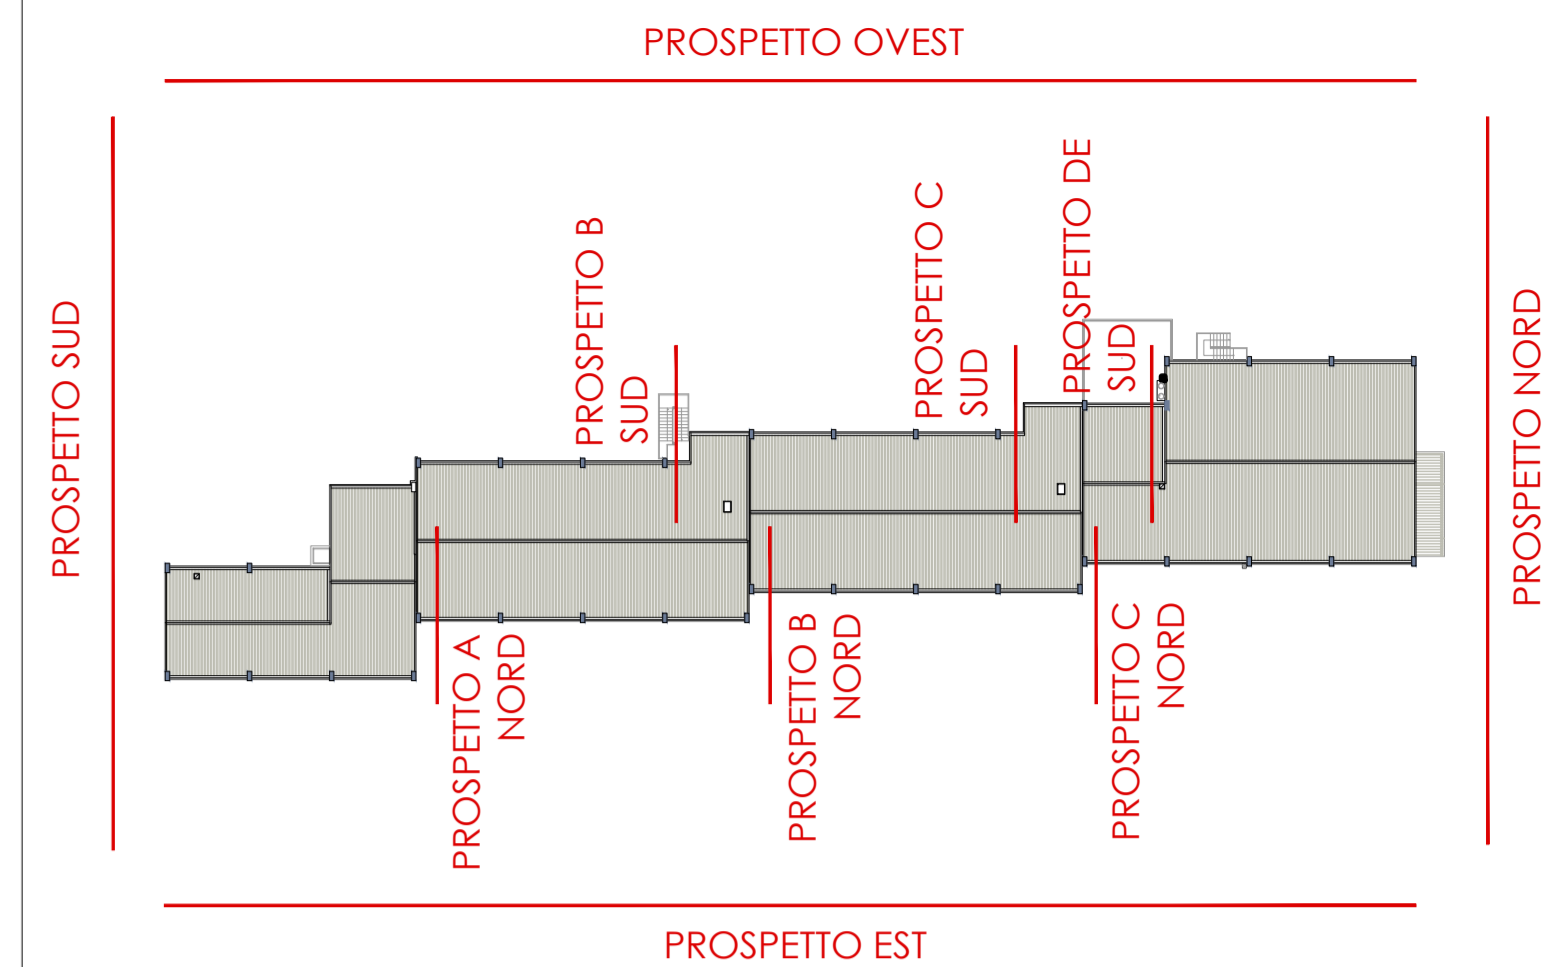 PROSPETTO OVEST
PROSPETTO SUD
PROSPETTO B
SUD
PROSPETTO C
SUD
PROSPETTO DE
SUD
PROSPETTO NORD
PROSPETTO A
NORD
PROSPETTO B
NORD
PROSPETTO C
NORD
PROSPETTO EST